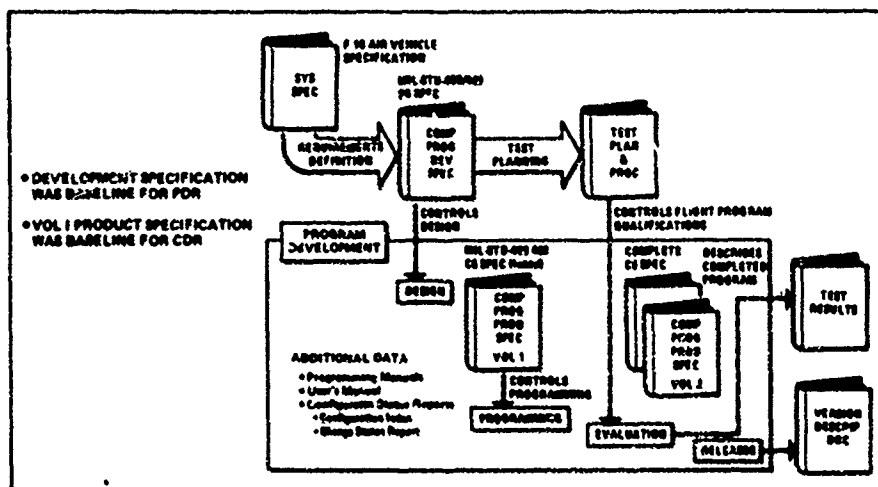 F-16 AIR VEHICLE
SPECIFICATION
SYS
SPEC
COMP
PROG
DEV
SPEC
TEST
PLAN
&
PROC
REQUIREMENTS
DEFINITION
TEST
PLANNING
• DEVELOPMENT SPECIFICATION
WAS BASELINE FOR PDR
• VOL I PRODUCT SPECIFICATION
WAS BASELINE FOR CDR
CONTROLS
DESIGN
CONTROLS FLIGHT PROGRAM
QUALIFICATIONS
PROGRAM
DEVELOPMENT
DESIGN
COMP
PROG
PROD
SPEC
VOL 1
COMPLETE
C5 SPEC
DESCRIBES
COMPLETED
PROGRAM
COMP
PROG
PROD
SPEC
VOL 2
TEST
RESULTS
ADDITIONAL DATA
• Programming Manuals
• User's Manual
• Configuration Status Reports
• Configuration Index
• Change Status Report
CONTROLS
PROGRAMMING
PROGRAMMING
EVALUATION
RELEASE
VERSION
DESCRIP
DOC